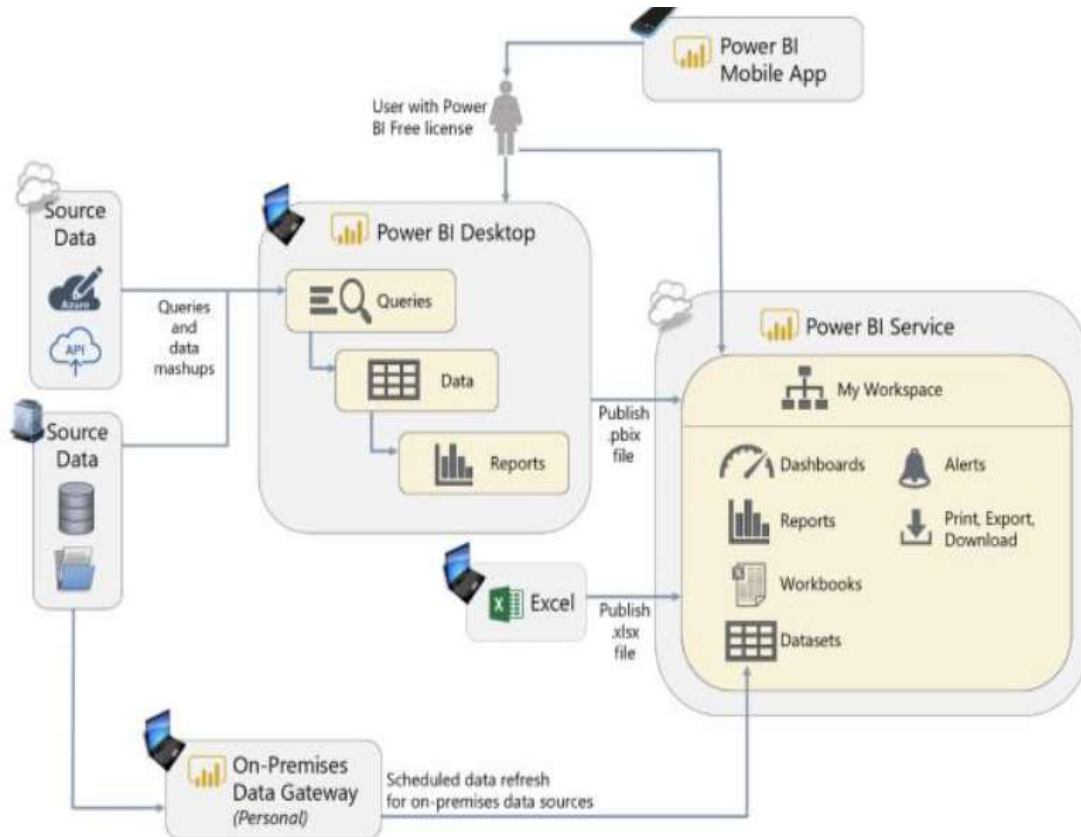 Power BI
Mobile App
User with Power
BI Free license
Source
Data
Azure
API
Queries
and
data
mashups
Source
Data
Power BI Desktop
Queries
Data
Reports
Publish
.pbix
file
Excel
Publish
.xlsx
file
Power BI Service
My Workspace
Dashboards
Alerts
Reports
Print, Export,
Download
Workbooks
Datasets
On-Premises
Data Gateway
(Personal)
Scheduled data refresh
for on-premises data sources